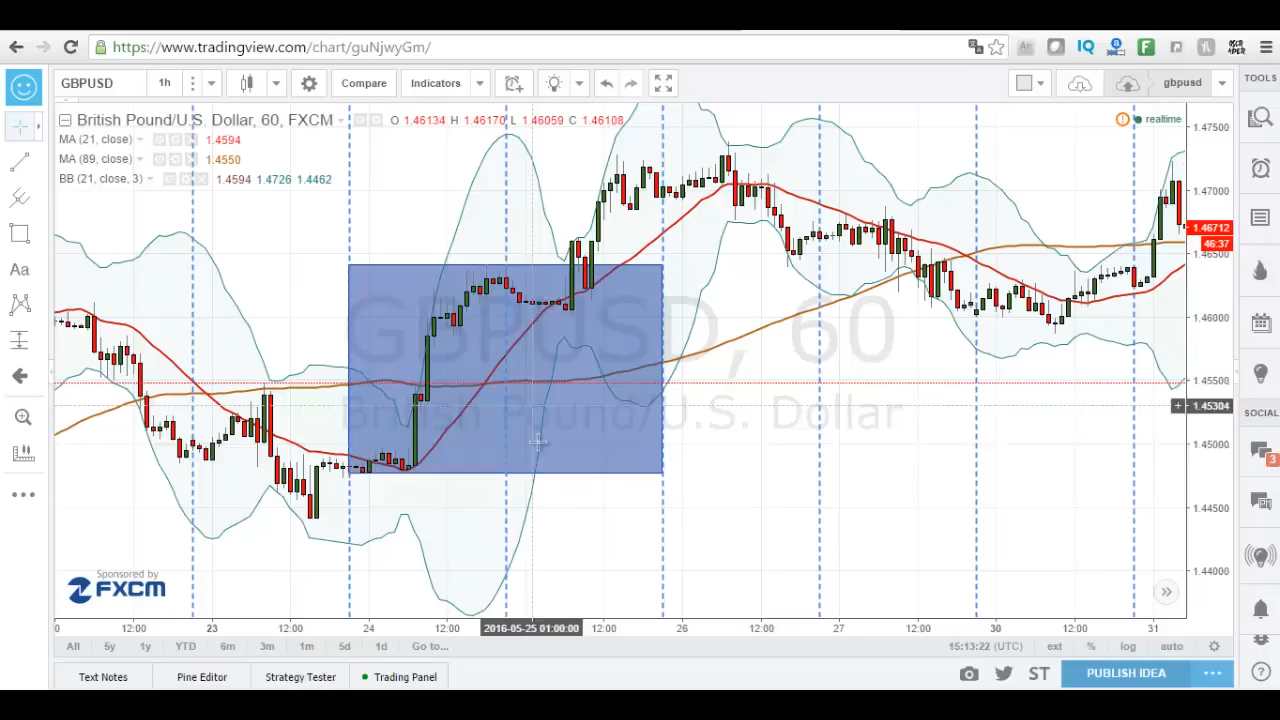 https://www.tradingview.com/chart/guNjwyGm/
IQ
GBPUSD 1h Compare Indicators gbpusd
TOOLS
British Pound/U.S. Dollar, 60, FXCM O 1.46134 H 1.46170 L 1.46059 C 1.46108
realtime
MA (21, close) 1.4594
MA (89, close) 1.4550
BB (21, close, 3) 1.4594 1.4726 1.4462
1.47500
1.47000
1.46712
46:37
1.46500
1.46000
1.45500
1.45304
1.45000
1.44500
1.44000
GBPUSD, 60
British Pound/U.S. Dollar
Aa
SOCIAL
3
Sponsored by
FXCM
0 12:00 23 12:00 24 12:00 2016-05-25 01:00:00 12:00 26 12:00 27 12:00 30 12:00 31
All 5y 1y YTD 6m 3m 1m 5d 1d Go to... 15:13:22 (UTC) ext % log auto
Text Notes Pine Editor Strategy Tester Trading Panel ST PUBLISH IDEA